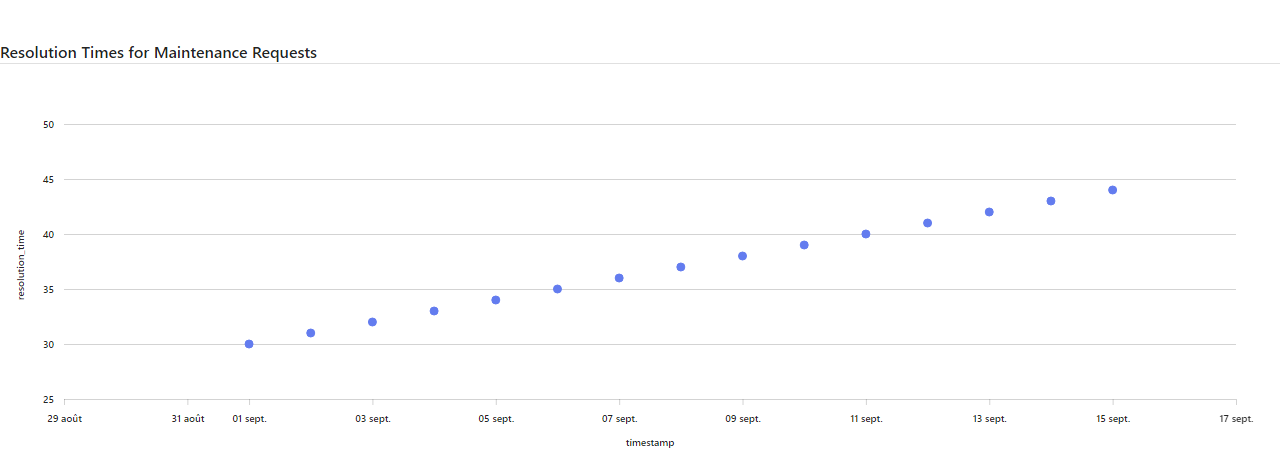 Resolution Times for Maintenance Requests
50
45
40
35
30
25
resolution_time
29 août 31 août 01 sept. 03 sept. 05 sept. 07 sept. 09 sept. 11 sept. 13 sept. 15 sept. 17 sept.
timestamp